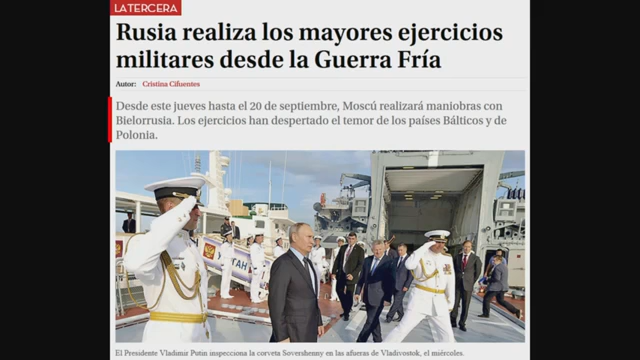 LATERCERA
Rusia realiza los mayores ejercicios
militares desde la Guerra Fría
Autor: Cristina Cifuentes
Desde este jueves hasta el 20 de septiembre, Moscú realizará maniobras con
Bielorrusia. Los ejercicios han despertado el temor de los países Bálticos y de
Polonia.
El Presidente Vladimir Putin inspecciona la corveta Sovershenny en las afueras de Vladivostok, el miércoles.